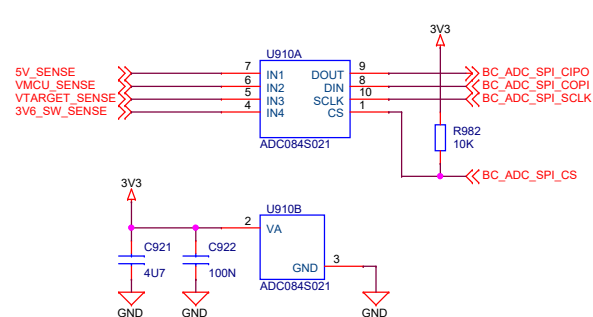 3V3
U910A
5V_SENSE 7 IN1 DOUT 9 BC_ADC_SPI_CIPO
VMCU_SENSE 6 IN2 DIN 8 BC_ADC_SPI_COPI
VTARGET_SENSE 5 IN3 SCLK 10 BC_ADC_SPI_SCLK
3V6_SW_SENSE 4 IN4 CS 1
R982
10K
ADC084S021
BC_ADC_SPI_CS
3V3
U910B
2 VA
C921 C922
3
GND
4U7 100N
ADC084S021
GND GND GND